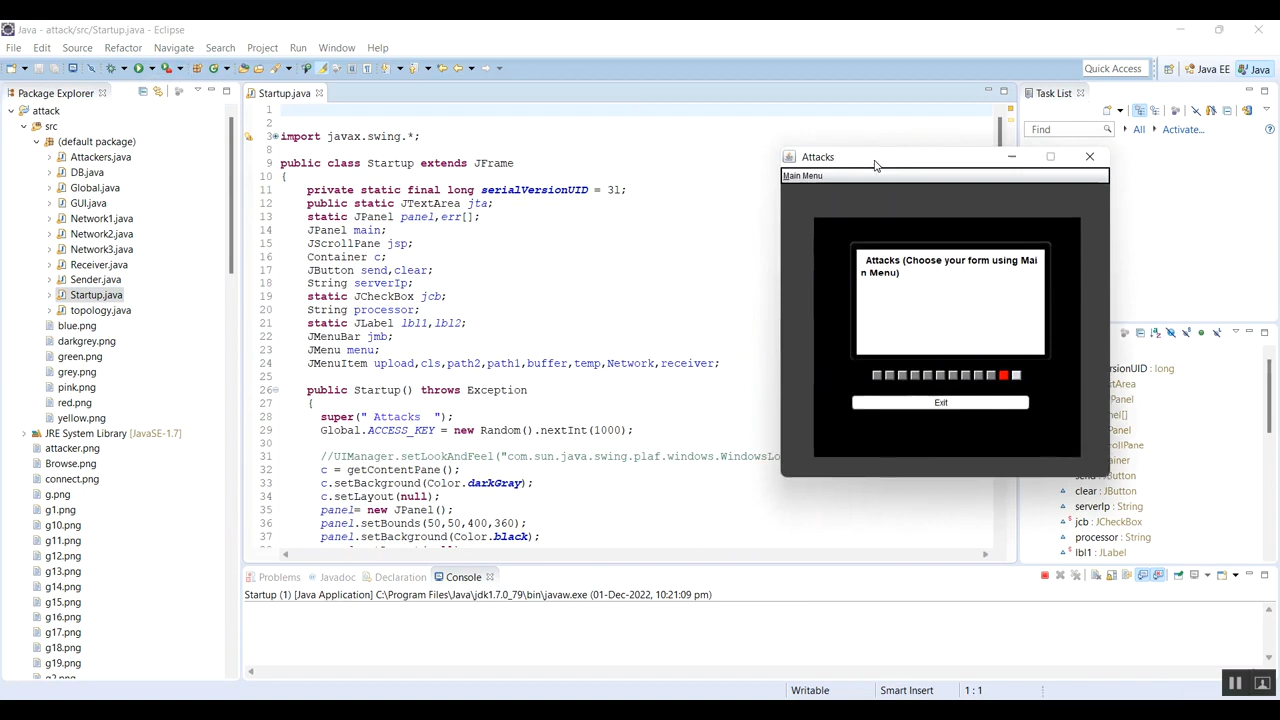 Java - attack/src/Startup.java - Eclipse
File Edit Source Refactor Navigate Search Project Run Window Help
Quick Access
Java EE
Java
Package Explorer
attack
src
(default package)
Attackers.java
DB.java
Global.java
GUI.java
Network1.java
Network2.java
Network3.java
Receiver.java
Sender.java
Startup.java
topology.java
blue.png
darkgrey.png
green.png
grey.png
pink.png
red.png
yellow.png
JRE System Library [JavaSE-1.7]
attacker.png
Browse.png
connect.png
g.png
g1.png
g10.png
g11.png
g12.png
g13.png
g14.png
g15.png
g16.png
g17.png
g18.png
g19.png
Startup.java
1
2
3 import javax.swing.*;
8
9 public class Startup extends JFrame
10 {
11 private static final long serialVersionUID = 3l;
12 public static JTextArea jta;
13 static JPanel panel,err[];
14 JPanel main;
15 JScrollPane jsp;
16 Container c;
17 JButton send,clear;
18 String serverIp;
19 static JCheckBox jcb;
20 String processor;
21 static JLabel lbl1,lbl2;
22 JMenuBar jmb;
23 JMenu menu;
24 JMenuItem upload,cls,path2,path1,buffer,temp,Network,receiver;
25
26 public Startup() throws Exception
27 {
28 super(" Attacks  ");
29 Global.ACCESS_KEY = new Random().nextInt(1000);
30
31 //UIManager.setLookAndFeel("com.sun.java.swing.plaf.windows.WindowsLo
32 c = getContentPane();
33 c.setBackground(Color.darkGray);
34 c.setLayout(null);
35 panel= new JPanel();
36 panel.setBounds(50,50,400,360);
37 panel.setBackground(Color.black);
Attacks
Main Menu
Attacks (Choose your form using Mai
n Menu)
Exit
Task List
Find
All
Activate...
ersionUID : long
tArea
Panel
nel[]
Panel
rollPane
ainer
JButton
clear : JButton
serverIp : String
jcb : JCheckBox
processor : String
lbl1 : JLabel
Problems
Javadoc
Declaration
Console
Startup (1) [Java Application] C:\Program Files\Java\jdk1.7.0_79\bin\javaw.exe (01-Dec-2022, 10:21:09 pm)
Writable
Smart Insert
1 : 1